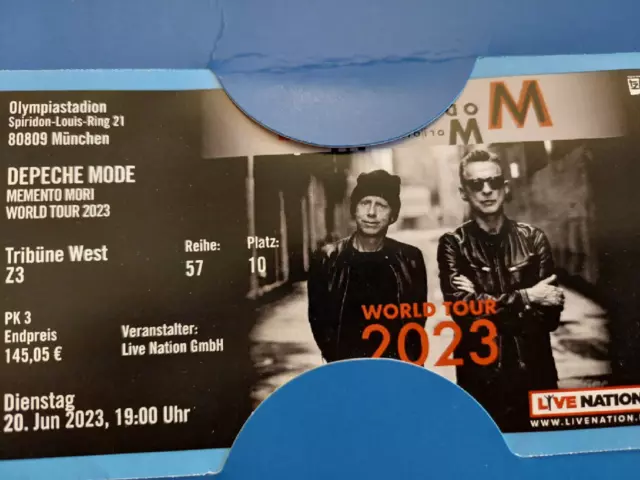 Olympiastadion
Spiridon-Louis-Ring 21
80809 München
DEPECHE MODE
MEMENTO MORI
WORLD TOUR 2023
Tribüne West
Z3
Reihe:
57
Platz:
10
PK 3
Endpreis
145,05 €
Veranstalter:
Live Nation GmbH
Dienstag
20. Jun 2023, 19:00 Uhr
M
M
WORLD TOUR
2023
LIVE NATION
WWW.LIVENATION.